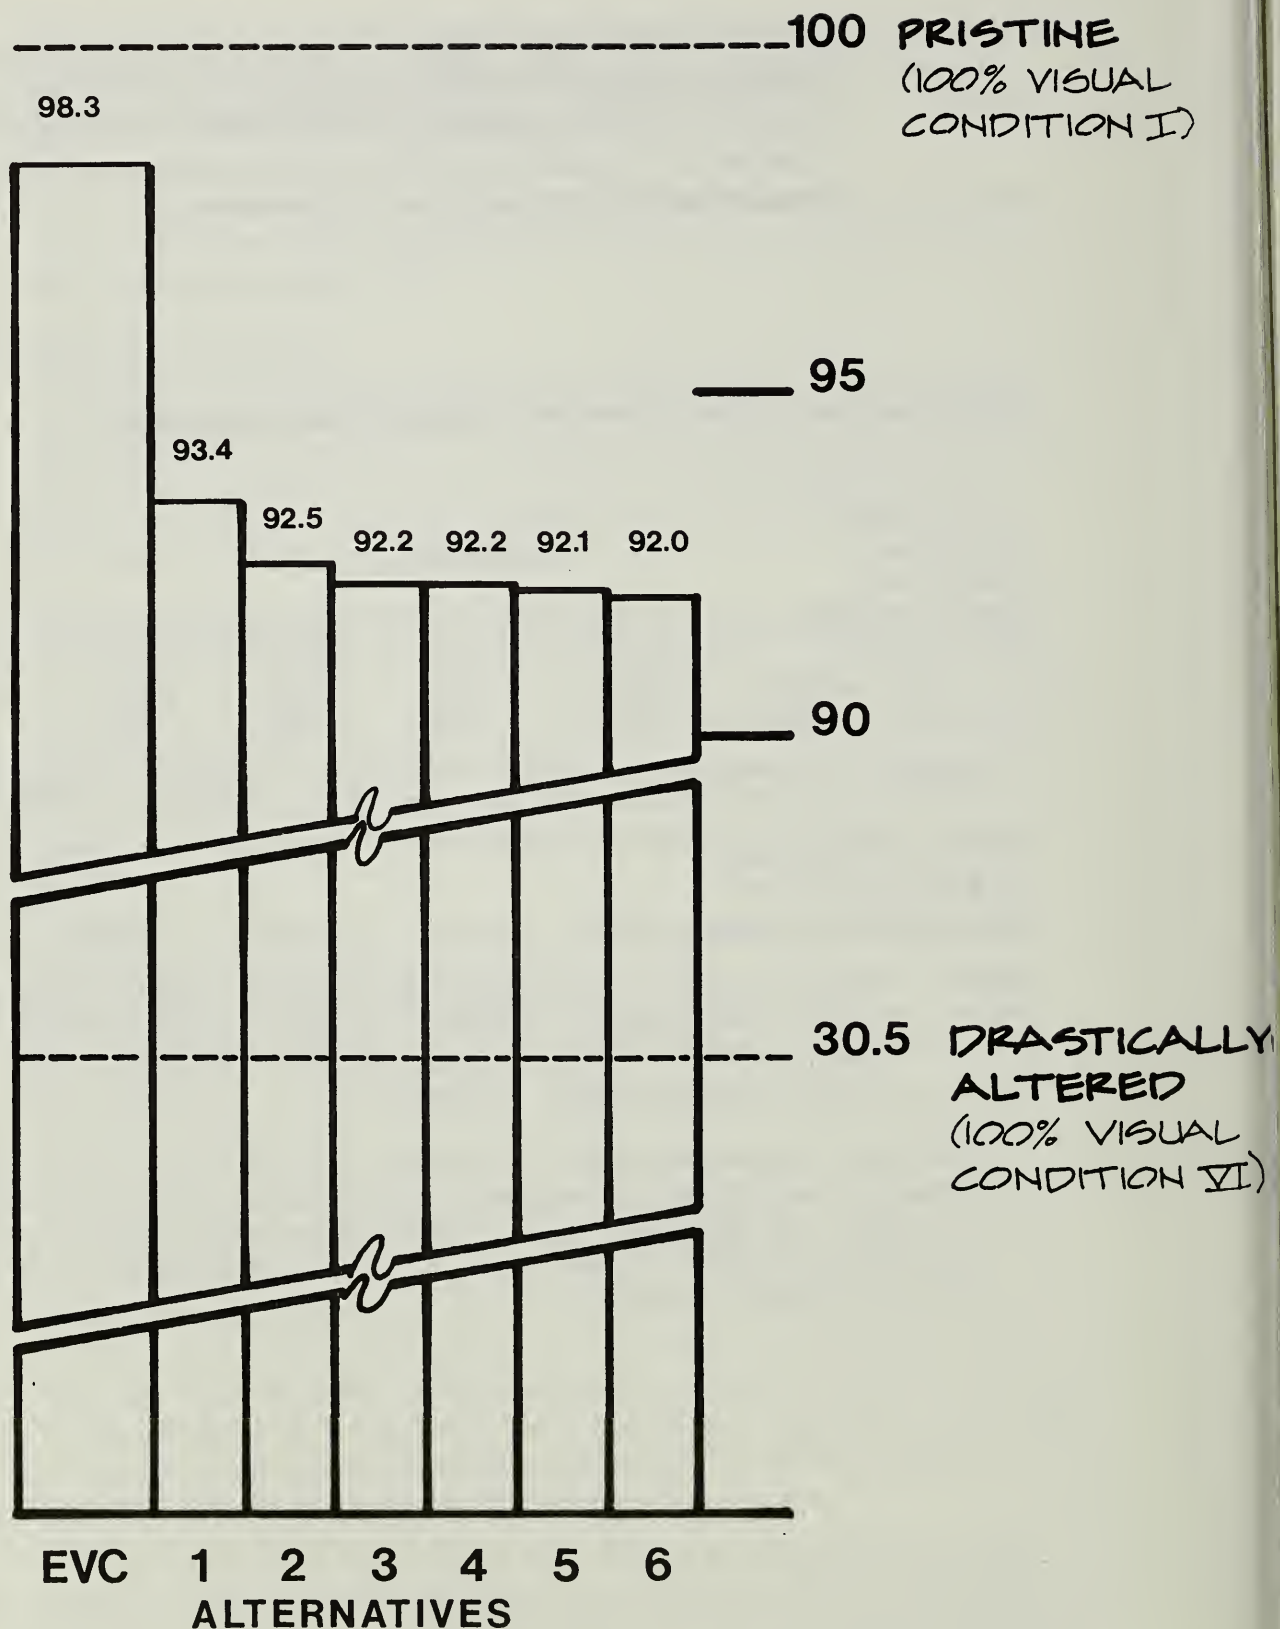 100 PRISTINE
(100% VISUAL
CONDITION I)
98.3
95
93.4
92.5
92.2 92.2 92.1 92.0
90
30.5 DRASTICALLY
ALTERED
(100% VISUAL
CONDITION VI)
EVC 1 2 3 4 5 6
ALTERNATIVES